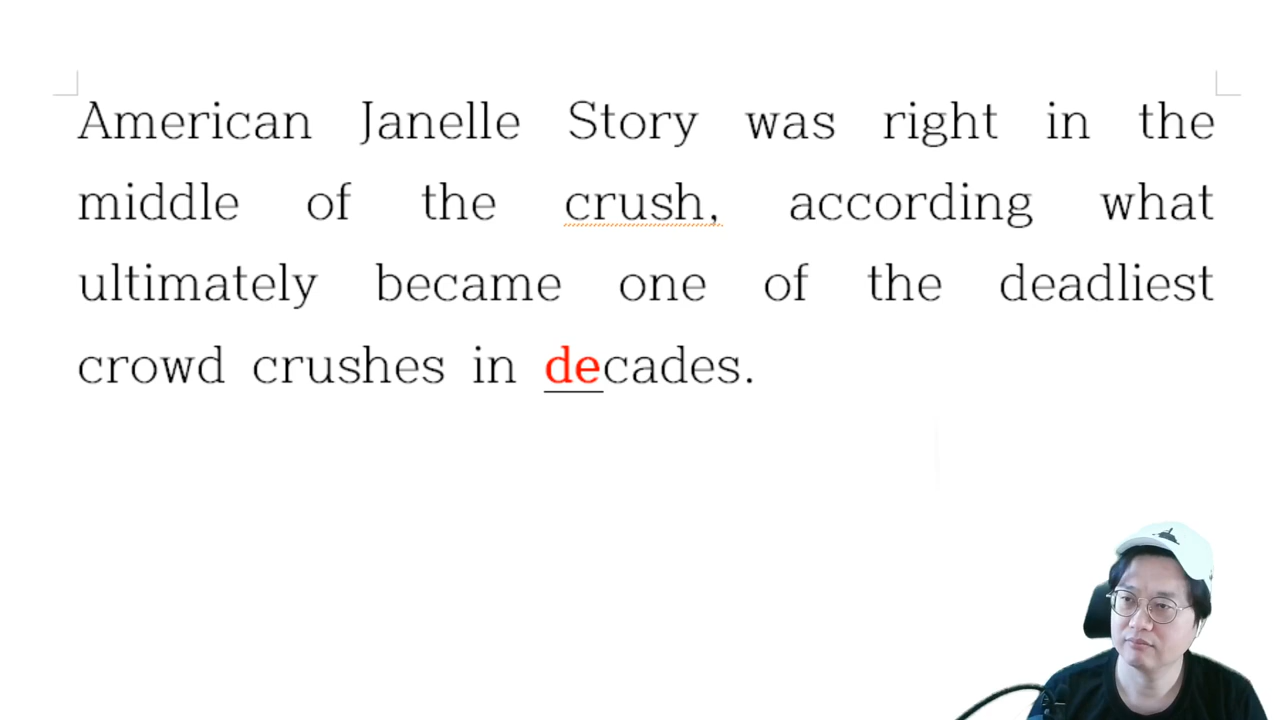 American Janelle Story was right in the
middle of the crush, according what
ultimately became one of the deadliest
crowd crushes in decades.